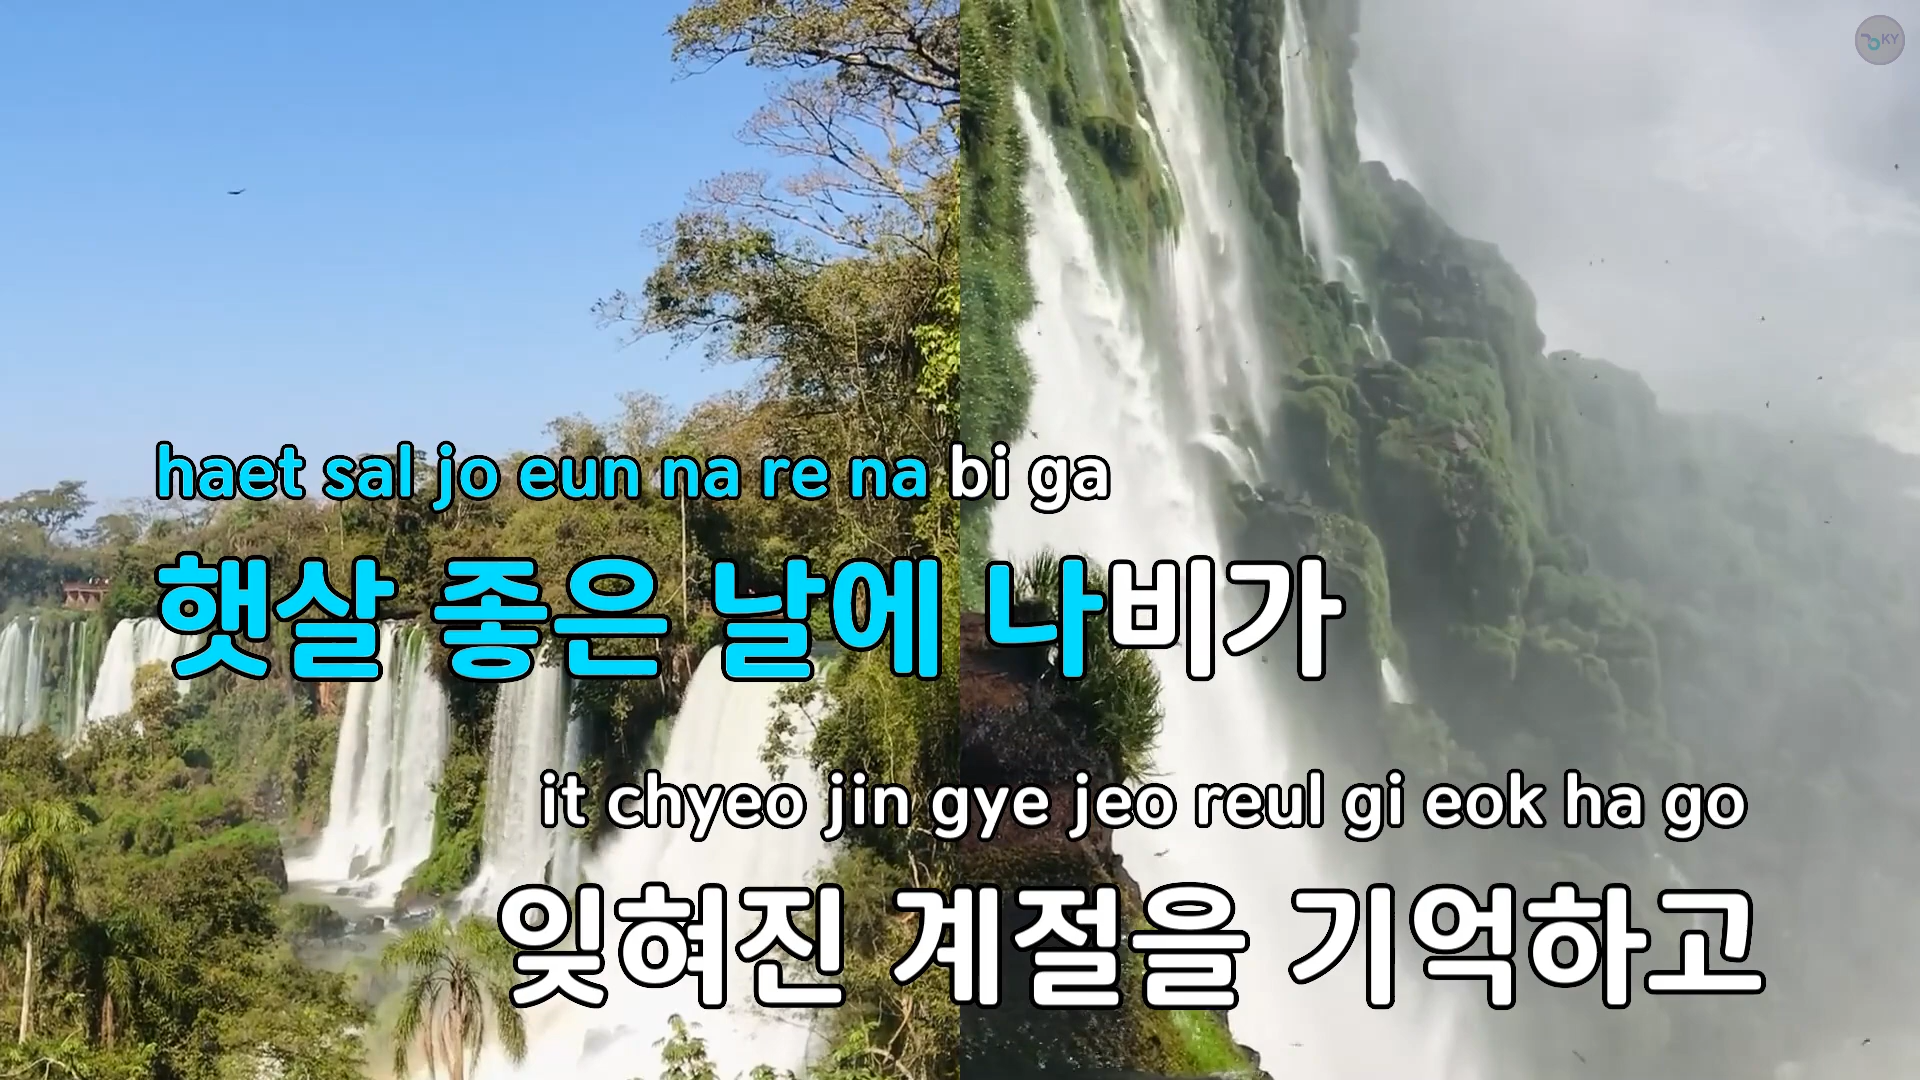 KY
haet sal jo eun na re na bi ga
햇살 좋은 날에 나비가
it chyeo jin gye jeo reul gi eok ha go
잊혀진 계절을 기억하고